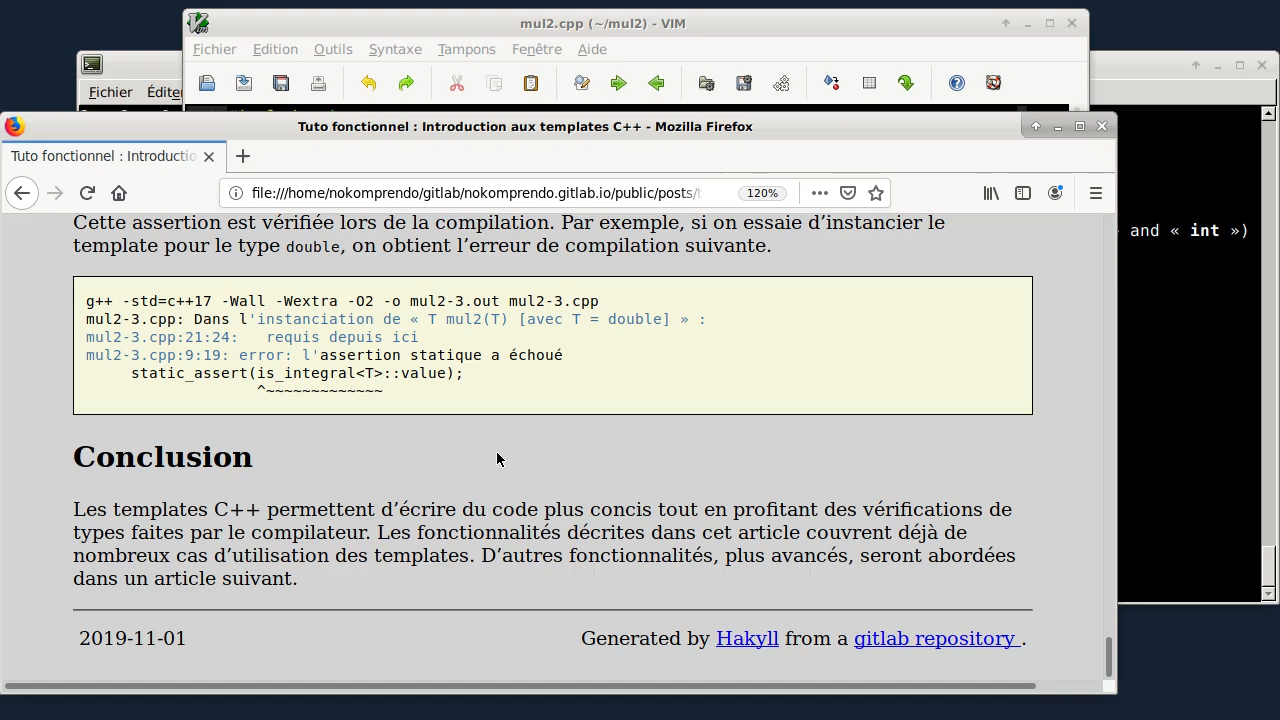 mul2.cpp (~/mul2) - VIM
Fichier Edition Outils Syntaxe Tampons Fenêtre Aide
Fichier Édite
Tuto fonctionnel : Introduction aux templates C++ - Mozilla Firefox
Tuto fonctionnel : Introductio
file:///home/nokomprendo/gitlab/nokomprendo.gitlab.io/public/posts/t 120%
Cette assertion est vérifiée lors de la compilation. Par exemple, si on essaie d’instancier le
template pour le type double, on obtient l’erreur de compilation suivante.
and « int »)
g++ -std=c++17 -Wall -Wextra -O2 -o mul2-3.out mul2-3.cpp
mul2-3.cpp: Dans l'instanciation de « T mul2(T) [avec T = double] » :
mul2-3.cpp:21:24:   requis depuis ici
mul2-3.cpp:9:19: error: l'assertion statique a échoué
     static_assert(is_integral<T>::value);
                   ^~~~~~~~~~~~~~
Conclusion
Les templates C++ permettent d’écrire du code plus concis tout en profitant des vérifications de
types faites par le compilateur. Les fonctionnalités décrites dans cet article couvrent déjà de
nombreux cas d’utilisation des templates. D’autres fonctionnalités, plus avancés, seront abordées
dans un article suivant.
2019-11-01 Generated by Hakyll from a gitlab repository .